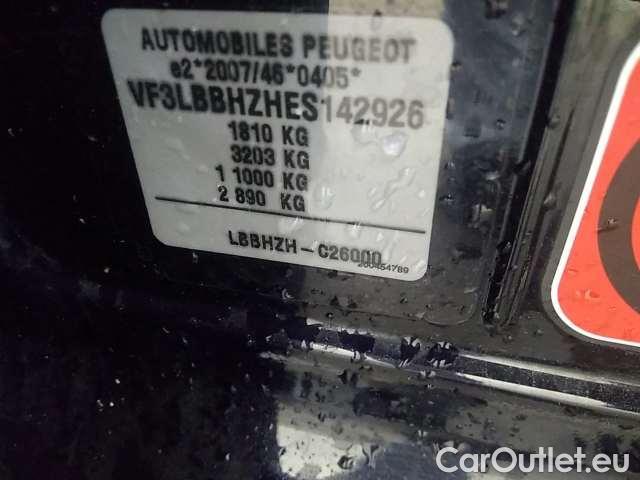 AUTOMOBILES PEUGEOT
e2*2007/46*0405*
VF3LBBHZHES142926
1810 KG
3203 KG
1 1000 KG
2 890 KG
LBBHZH-C26000
200454789
CarOutlet.eu